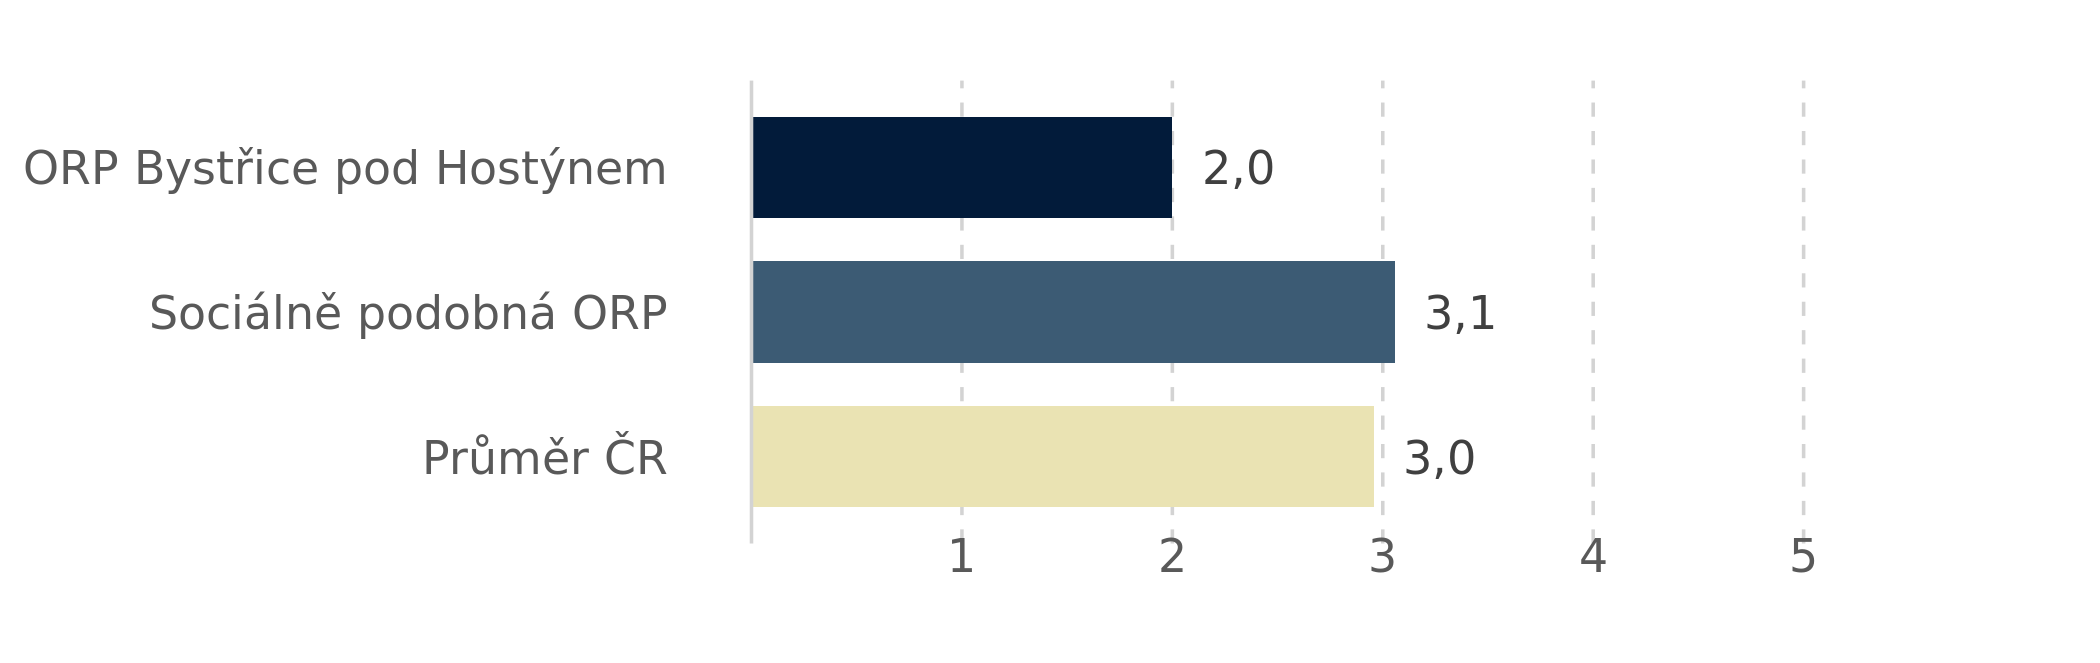 ORP Bystřice pod Hostýnem 2,0
Sociálně podobná ORP 3,1
Průměr ČR 3,0
1 2 3 4 5